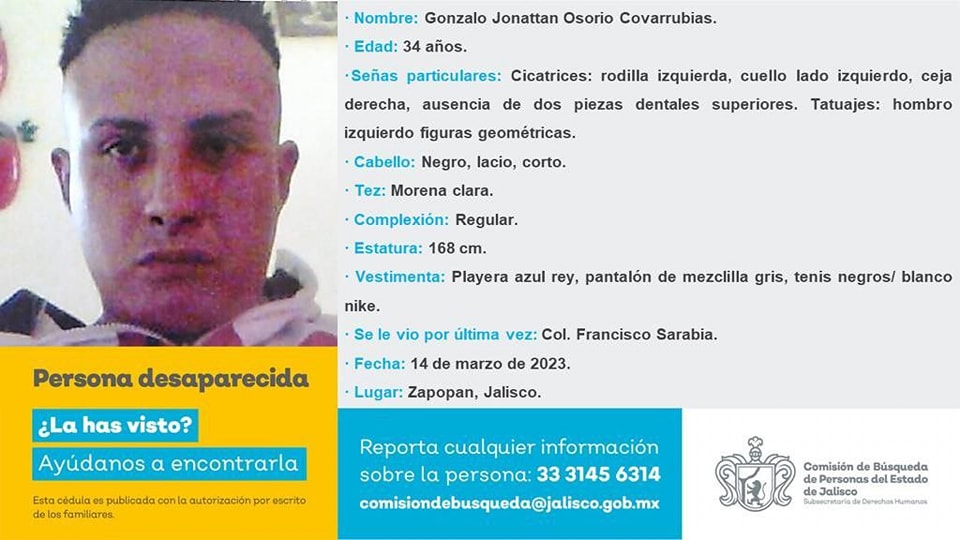 · Nombre: Gonzalo Jonattan Osorio Covarrubias.
· Edad: 34 años.
·Señas particulares: Cicatrices: rodilla izquierda, cuello lado izquierdo, ceja
derecha, ausencia de dos piezas dentales superiores. Tatuajes: hombro
izquierdo figuras geométricas.
· Cabello: Negro, lacio, corto.
· Tez: Morena clara.
· Complexión: Regular.
· Estatura: 168 cm.
· Vestimenta: Playera azul rey, pantalón de mezclilla gris, tenis negros/ blanco
nike.
· Se le vio por última vez: Col. Francisco Sarabia.
· Fecha: 14 de marzo de 2023.
· Lugar: Zapopan, Jalisco.
Persona desaparecida
¿La has visto?
Ayúdanos a encontrarla
Esta cédula es publicada con la autorización por escrito
de los familiares.
Reporta cualquier información
sobre la persona: 33 3145 6314
comisiondebusqueda@jalisco.gob.mx
Comisión de Búsqueda
de Personas del Estado
de Jalisco
Subsecretaría de Derechos Humanos